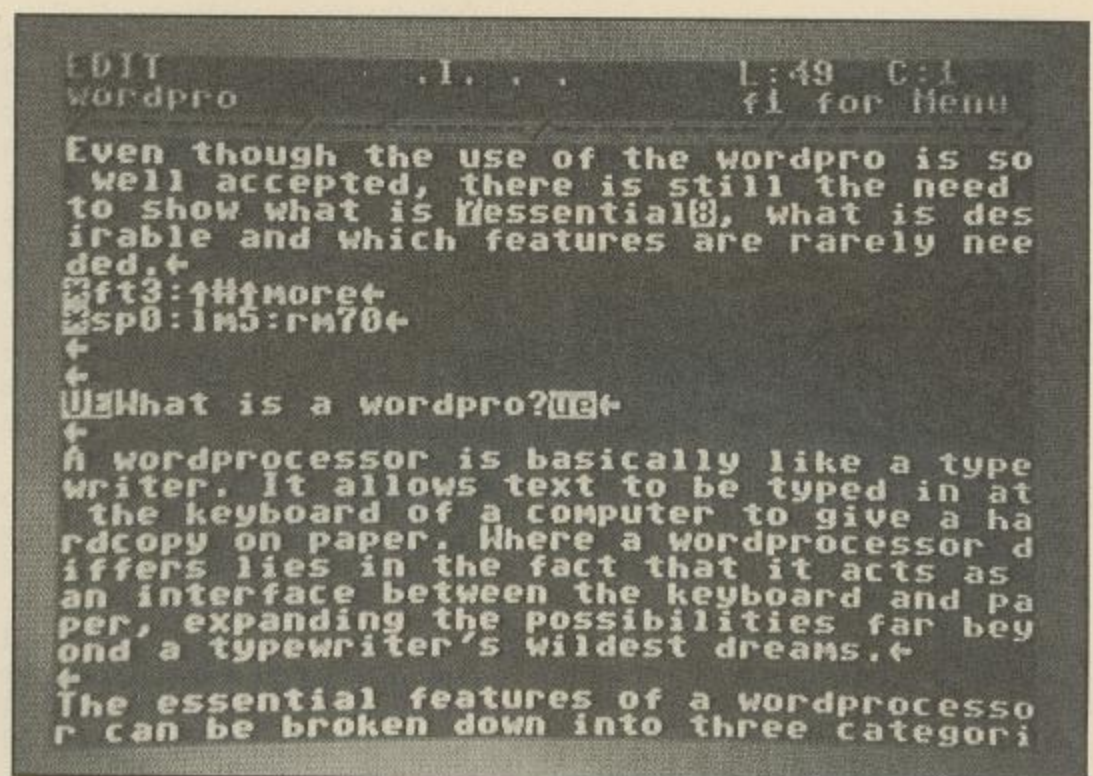 EDIT .I. . . L:49 C:1
wordpro f1 for Menu
Even though the use of the wordpro is so
well accepted, there is still the need
to show what is 7essential8, what is des
irable and which features are rarely nee
ded.←
ft3:↑#↑more←
sp0:lm5:rm70←
←
←
What is a wordpro?ue←
←
A wordprocessor is basically like a type
writer. It allows text to be typed in at
the keyboard of a computer to give a ha
rdcopy on paper. Where a wordprocessor d
iffers lies in the fact that it acts as
an interface between the keyboard and pa
per, expanding the possibilities far bey
ond a typewriter's wildest dreams.←
←
The essential features of a wordprocesso
r can be broken down into three categori